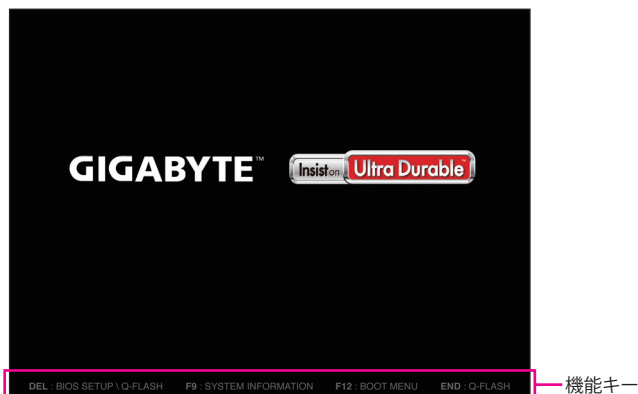 GIGABYTE™ Insist on Ultra Durable™
DEL : BIOS SETUP \ Q-FLASH F9 : SYSTEM INFORMATION F12 : BOOT MENU END : Q-FLASH
機能キー